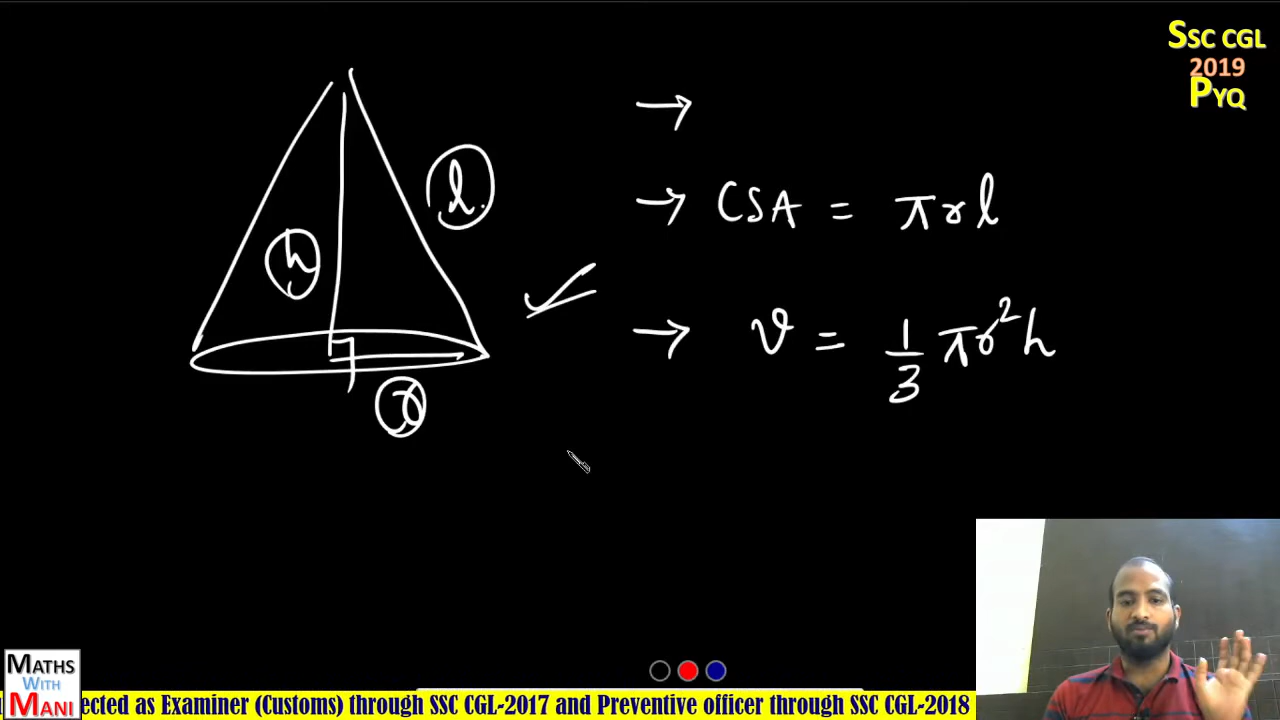 SSC CGL
2019
PYQ
→
→ CSA = πrl
→ v = 1/3 πr²h
l
h
r
MATHS
WITH
MANI
ected as Examiner (Customs) through SSC CGL-2017 and Preventive officer through SSC CGL-2018